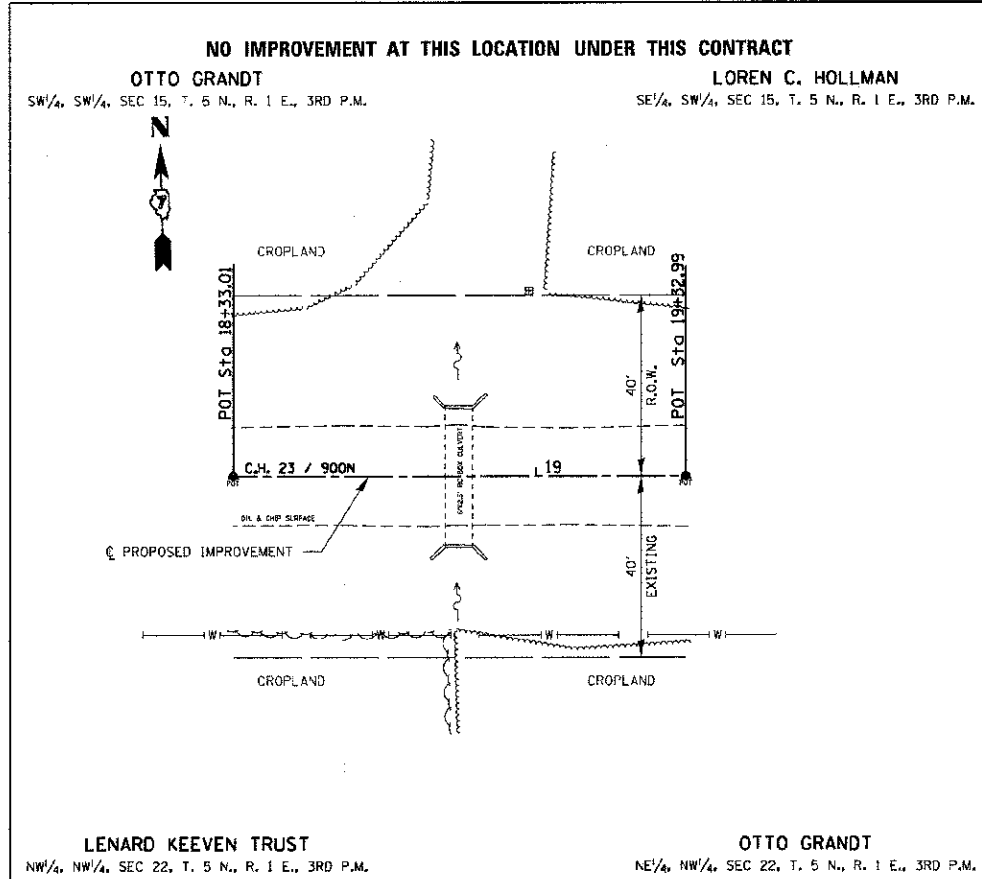 NO IMPROVEMENT AT THIS LOCATION UNDER THIS CONTRACT
OTTO GRANDT
SW¼, SW¼, SEC 15, T. 5 N., R. 1 E., 3RD P.M.
LOREN C. HOLLMAN
SE¼, SW¼, SEC 15, T. 5 N., R. 1 E., 3RD P.M.
N
CROPLAND
CROPLAND
POT Sta 18+33.01
POT Sta 19+32.99
40'
R.O.W.
C.H. 23 / 900N
19
POT
POT
BOX CULVERT
OIL & CHIP SURFACE
℄ PROPOSED IMPROVEMENT
40'
EXISTING
W
W
W
W
CROPLAND
CROPLAND
LENARD KEEVEN TRUST
NW¼, NW¼, SEC 22, T. 5 N., R. 1 E., 3RD P.M.
OTTO GRANDT
NE¼, NW¼, SEC 22, T. 5 N., R. 1 E., 3RD P.M.